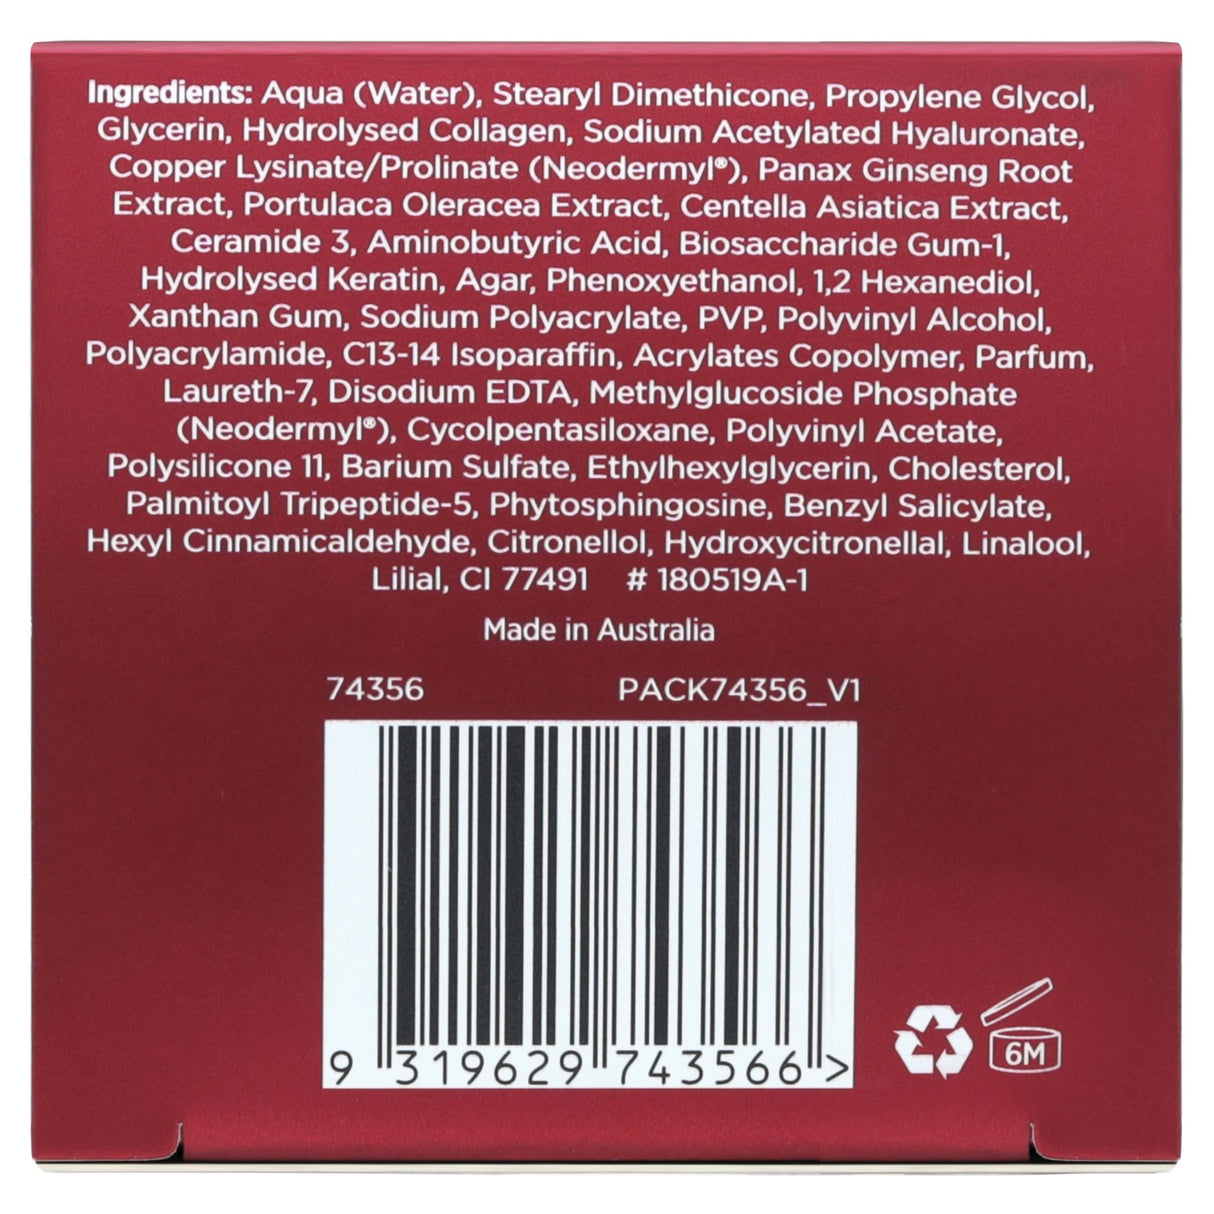 Ingredients: Aqua (Water), Stearyl Dimethicone, Propylene Glycol,
Glycerin, Hydrolysed Collagen, Sodium Acetylated Hyaluronate,
Copper Lysinate/Prolinate (Neodermyl®), Panax Ginseng Root
Extract, Portulaca Oleracea Extract, Centella Asiatica Extract,
Ceramide 3, Aminobutyric Acid, Biosaccharide Gum-1,
Hydrolysed Keratin, Agar, Phenoxyethanol, 1,2 Hexanediol,
Xanthan Gum, Sodium Polyacrylate, PVP, Polyvinyl Alcohol,
Polyacrylamide, C13-14 Isoparaffin, Acrylates Copolymer, Parfum,
Laureth-7, Disodium EDTA, Methylglucoside Phosphate
(Neodermyl®), Cycolpentasiloxane, Polyvinyl Acetate,
Polysilicone 11, Barium Sulfate, Ethylhexylglycerin, Cholesterol,
Palmitoyl Tripeptide-5, Phytosphingosine, Benzyl Salicylate,
Hexyl Cinnamicaldehyde, Citronellol, Hydroxycitronellal, Linalool,
Lilial, CI 77491 # 180519A-1
Made in Australia
74356 PACK74356_V1
9 319629 743566 >
6M